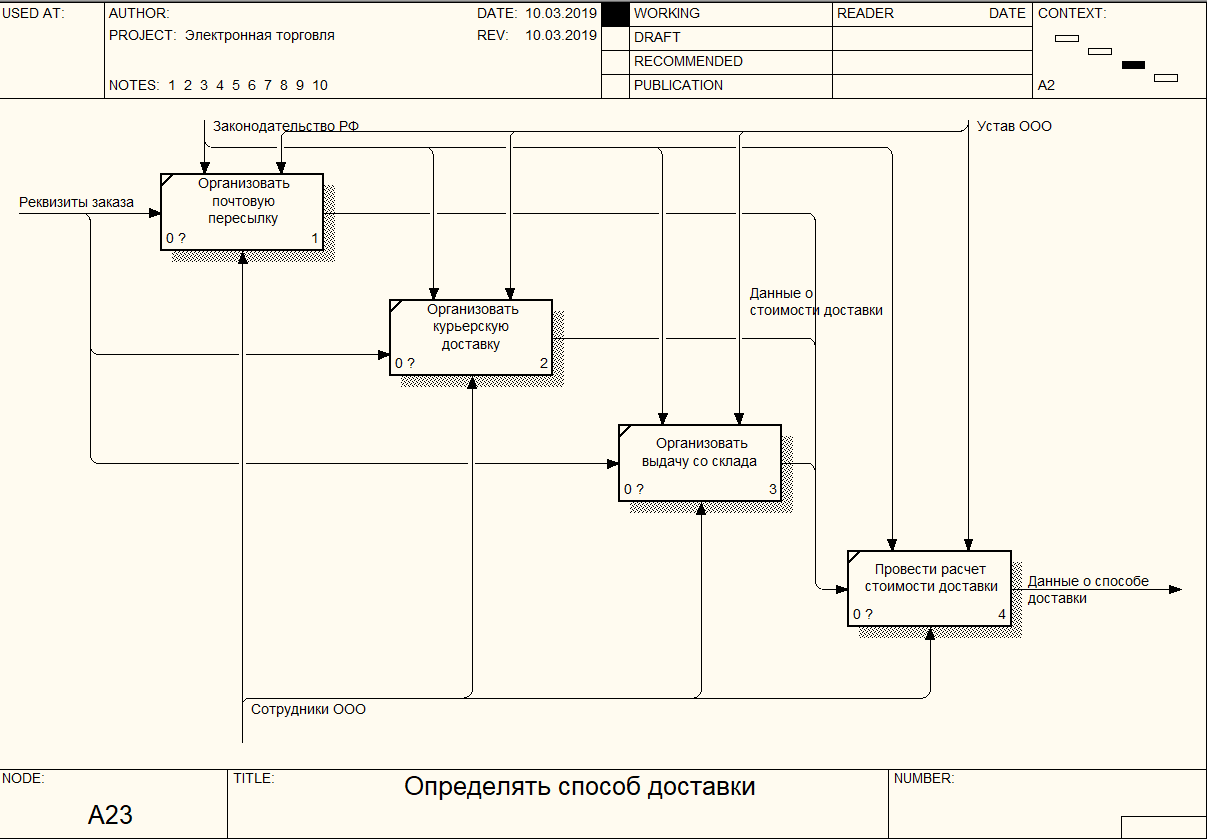 USED AT:
AUTHOR:
DATE: 10.03.2019
WORKING
READER
DATE
CONTEXT:
PROJECT: Электронная торговля
REV: 10.03.2019
DRAFT
RECOMMENDED
NOTES: 1 2 3 4 5 6 7 8 9 10
PUBLICATION
A2
Законодательство РФ
Устав ООО
Реквизиты заказа
Организовать
почтовую
пересылку
0 ?
1
Данные о
стоимости доставки
Организовать
курьерскую
доставку
0 ?
2
Организовать
выдачу со склада
0 ?
3
Провести расчет
стоимости доставки
0 ?
4
Данные о способе
доставки
Сотрудники ООО
NODE:
TITLE:
Определять способ доставки
NUMBER:
A23